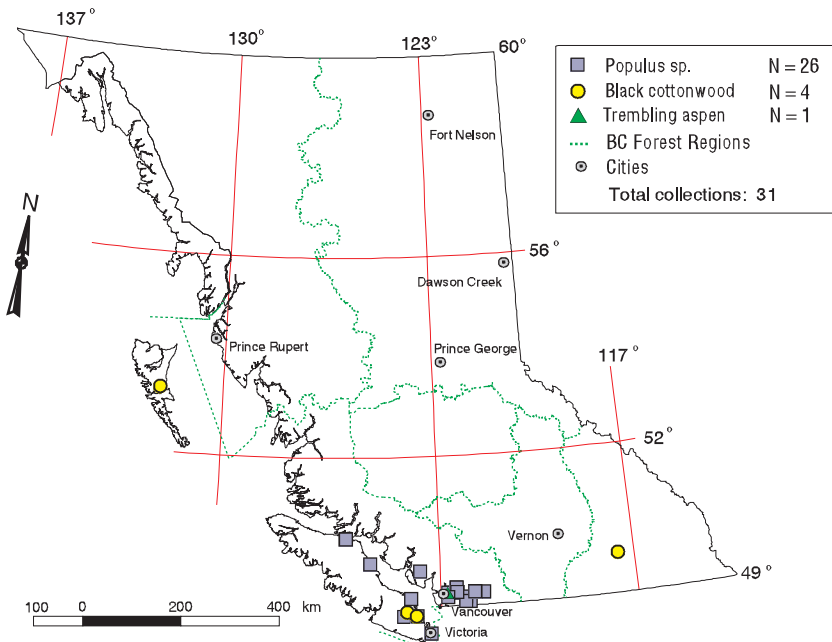 137°
130°
123°
60°
Populus sp. N = 26
Black cottonwood N = 4
Trembling aspen N = 1
BC Forest Regions
Cities
Total collections: 31
Fort Nelson
N
56°
Dawson Creek
Prince Rupert
Prince George
117°
52°
Vernon
49°
100 0 200 400 km
Vancouver
Victoria